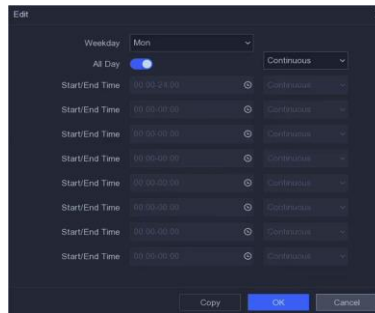 Edit
Weekday Mon
All Day Continuous
Start/End Time 00:00-24:00 Continuous
Start/End Time 00:00-00:00 Continuous
Start/End Time 00:00-00:00 Continuous
Start/End Time 00:00-00:00 Continuous
Start/End Time 00:00-00:00 Continuous
Start/End Time 00:00-00:00 Continuous
Start/End Time 00:00-00:00 Continuous
Start/End Time 00:00-00:00 Continuous
Copy OK Cancel